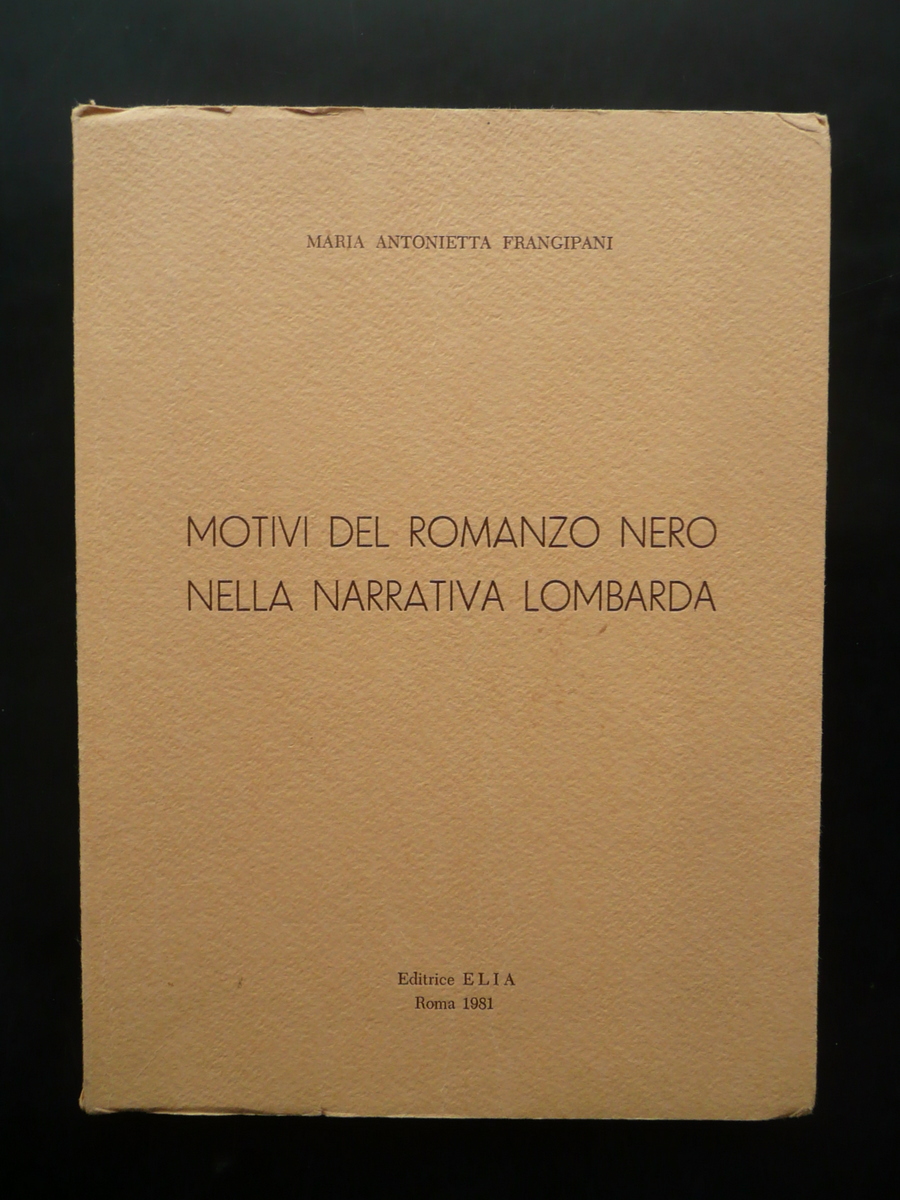 MARIA ANTONIETTA FRANGIPANI
MOTIVI DEL ROMANZO NERO
NELLA NARRATIVA LOMBARDA
Editrice ELIA
Roma 1981